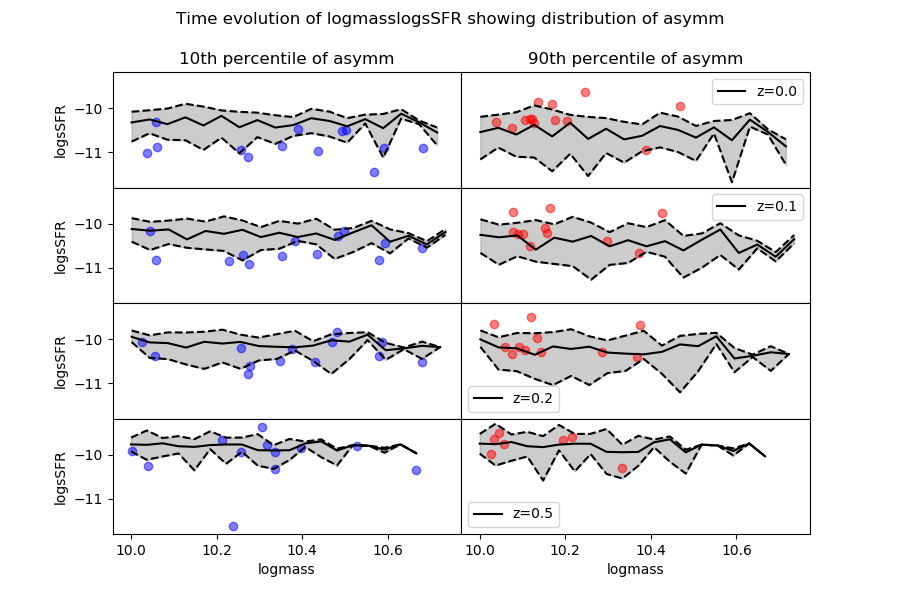 Time evolution of logmasslogsSFR showing distribution of asymm
10th percentile of asymm
90th percentile of asymm
logsSFR
−10
−11
z=0.0
logsSFR
−10
−11
z=0.1
logsSFR
−10
−11
z=0.2
logsSFR
−10
−11
z=0.5
10.0 10.2 10.4 10.6
10.0 10.2 10.4 10.6
logmass
logmass